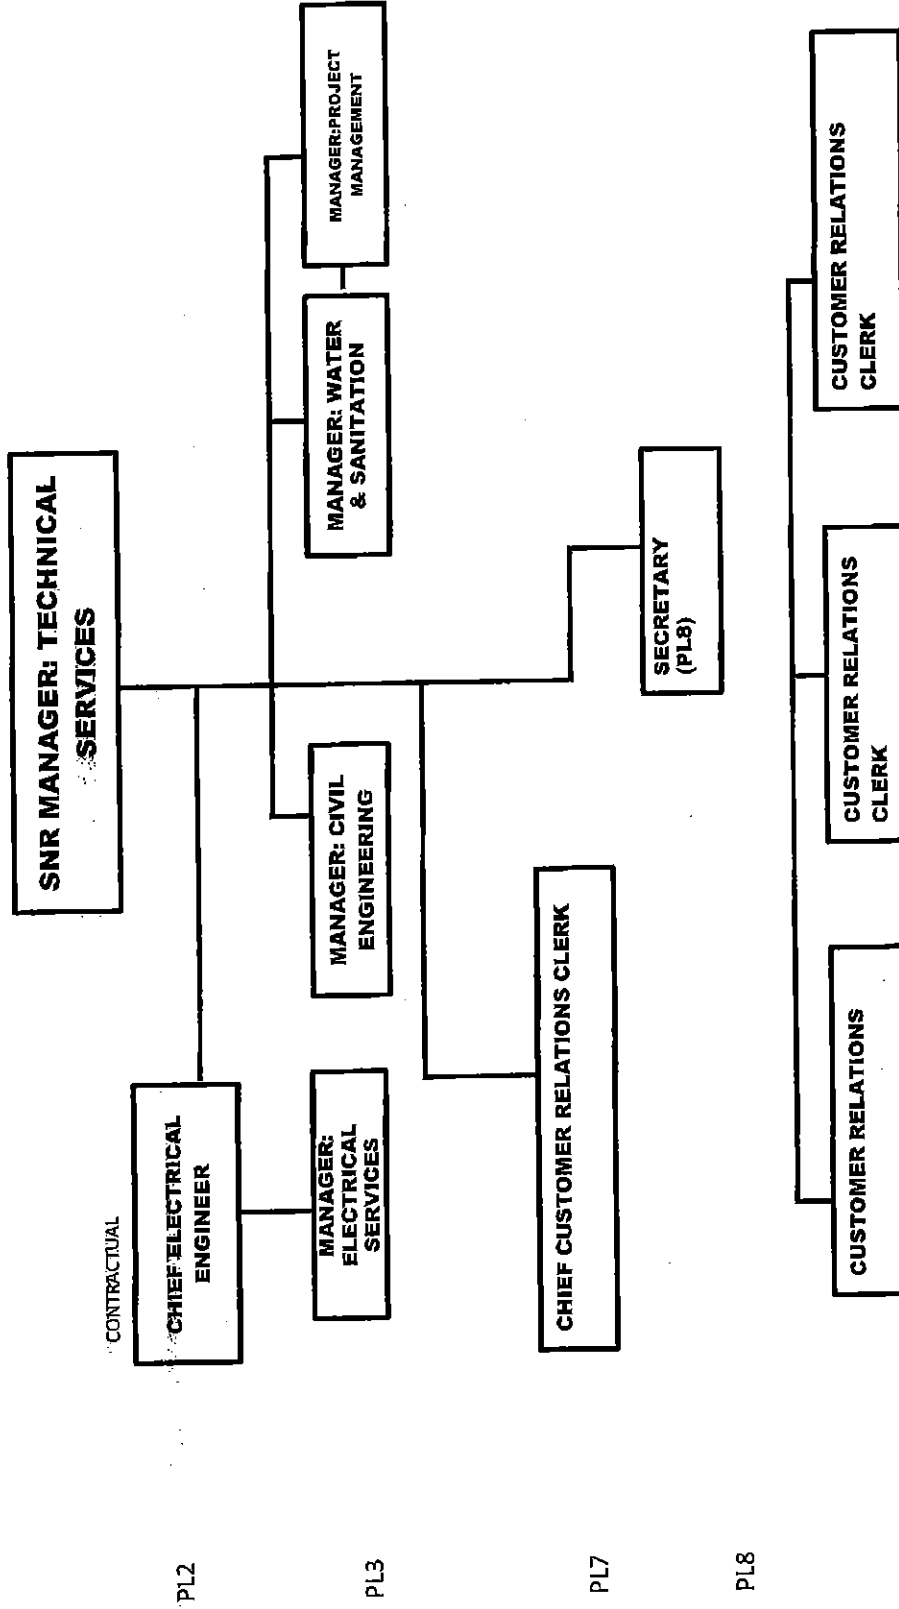 SNR MANAGER: TECHNICAL
SERVICES
CONTRACTUAL
PL2
CHIEF ELECTRICAL
ENGINEER
PL3
MANAGER:
ELECTRICAL
SERVICES
MANAGER: CIVIL
ENGINEERING
MANAGER: WATER
& SANITATION
MANAGER:PROJECT
MANAGEMENT
PL7
CHIEF CUSTOMER RELATIONS CLERK
SECRETARY
(PL8)
PL8
CUSTOMER RELATIONS
CUSTOMER RELATIONS
CLERK
CUSTOMER RELATIONS
CLERK